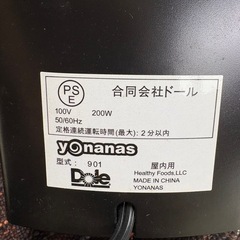 PS
E
合同会社ドール
100V 200W
50/60Hz
定格連続運転時間(最大): 2分以内
yonanas
型式: 901
屋内用
Dole
Healthy Foods,LLC
MADE IN CHINA
YONANAS